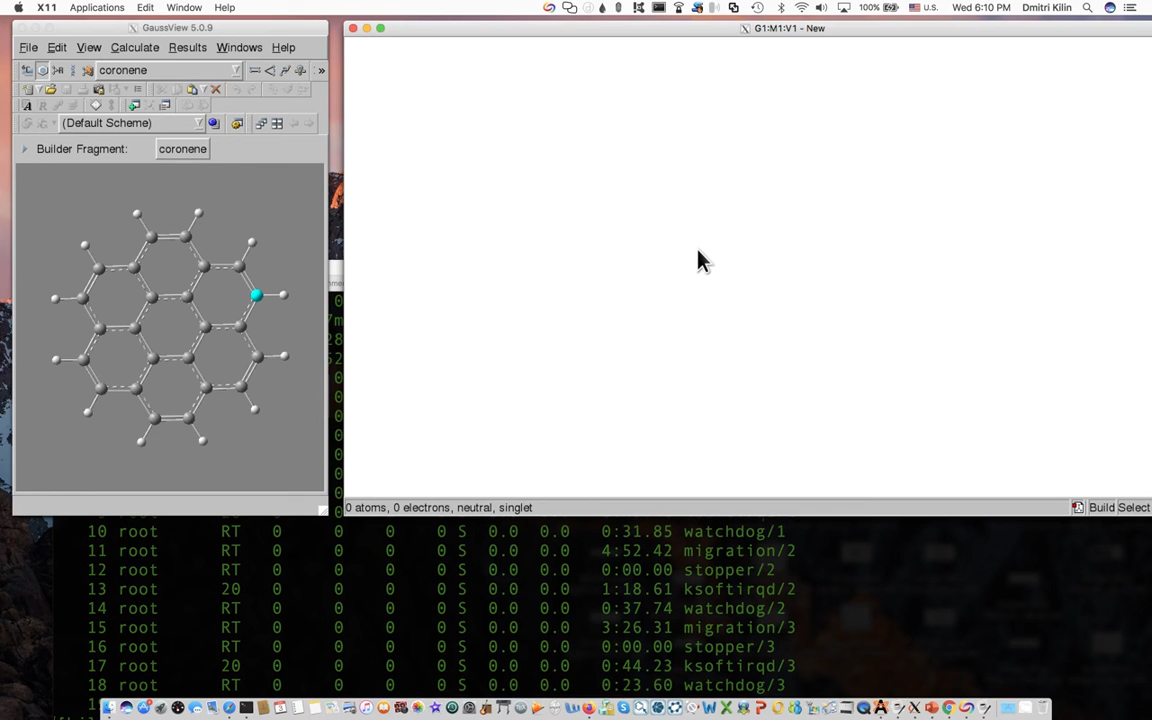 X11 Applications Edit Window Help 100% U.S. Wed 6:10 PM Dmitri Kilin
GaussView 5.0.9
G1:M1:V1 - New
File Edit View Calculate Results Windows Help
coronene
»
A R
(Default Scheme)
Builder Fragment: coronene
0
28
52
0
0
0
0
0
0
0
0 atoms, 0 electrons, neutral, singlet Build Select
10 root RT 0 0 0 S 0.0 0.0 0:31.85 watchdog/1
11 root RT 0 0 0 S 0.0 0.0 4:52.42 migration/2
12 root RT 0 0 0 S 0.0 0.0 0:00.00 stopper/2
13 root 20 0 0 0 S 0.0 0.0 1:18.61 ksoftirqd/2
14 root RT 0 0 0 S 0.0 0.0 0:37.74 watchdog/2
15 root RT 0 0 0 S 0.0 0.0 3:26.31 migration/3
16 root RT 0 0 0 S 0.0 0.0 0:00.00 stopper/3
17 root 20 0 0 0 S 0.0 0.0 0:44.23 ksoftirqd/3
18 root RT 0 0 0 S 0.0 0.0 0:23.60 watchdog/3